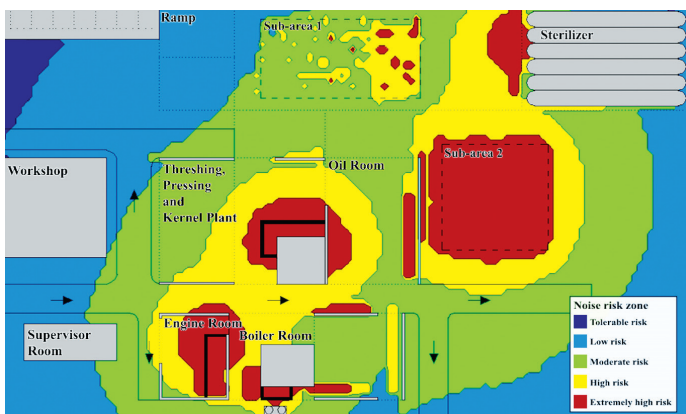 Ramp
Sub-area 1
Sterilizer
Workshop
Threshing,
Pressing
and
Kernel Plant
Oil Room
Sub-area 2
Engine Room
Boiler Room
Supervisor
Room
Noise risk zone
Tolerable risk
Low risk
Moderate risk
High risk
Extremely high risk